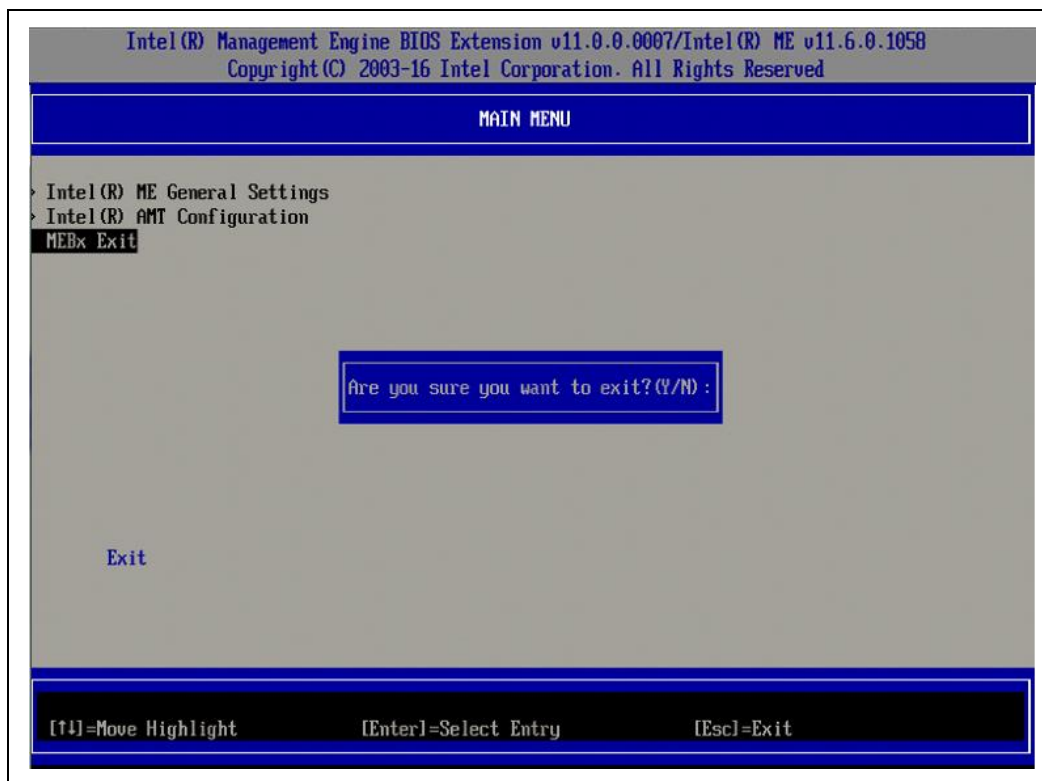 Intel(R) Management Engine BIOS Extension v11.0.0.0007/Intel(R) ME v11.6.0.1058
Copyright(C) 2003-16 Intel Corporation. All Rights Reserved
MAIN MENU
> Intel(R) ME General Settings
> Intel(R) AMT Configuration
MEBx Exit
Are you sure you want to exit?(Y/N):
Exit
[↑↓]=Move Highlight [Enter]=Select Entry [Esc]=Exit